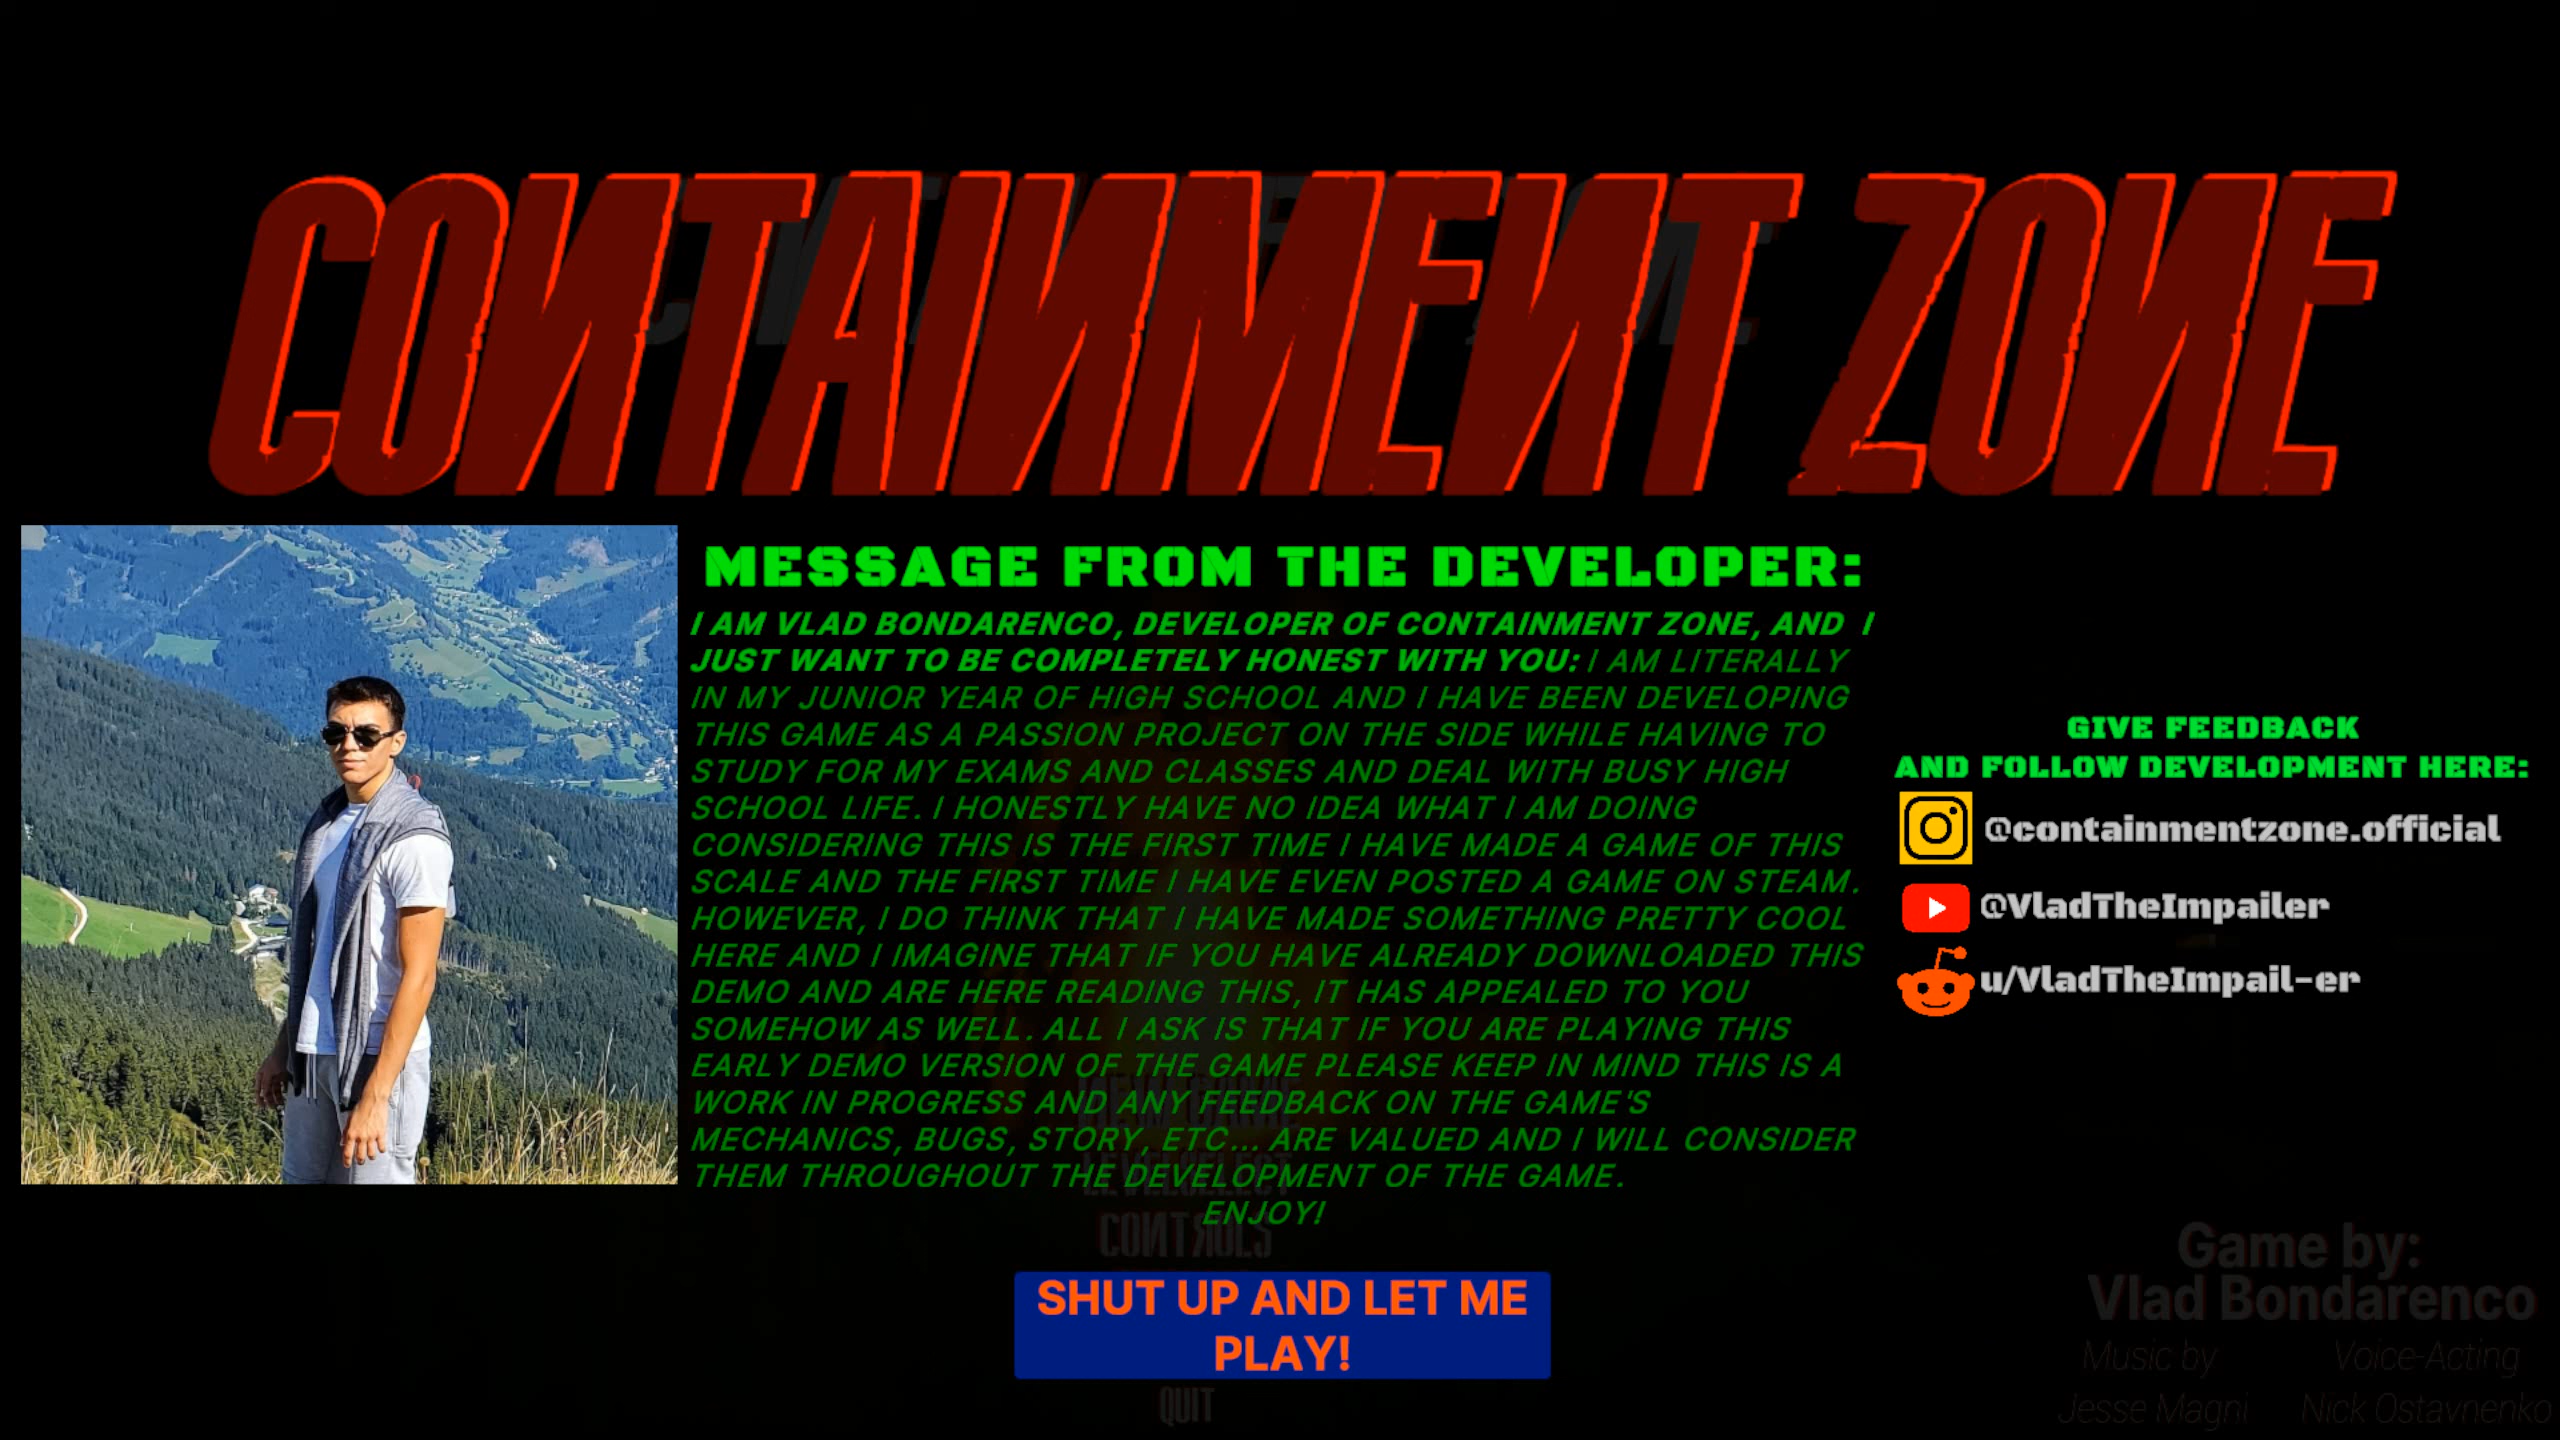 CONTAINMENT ZONE
MESSAGE FROM THE DEVELOPER:
I AM VLAD BONDARENCO, DEVELOPER OF CONTAINMENT ZONE, AND I
JUST WANT TO BE COMPLETELY HONEST WITH YOU: I AM LITERALLY
IN MY JUNIOR YEAR OF HIGH SCHOOL AND I HAVE BEEN DEVELOPING
THIS GAME AS A PASSION PROJECT ON THE SIDE WHILE HAVING TO
STUDY FOR MY EXAMS AND CLASSES AND DEAL WITH BUSY HIGH
SCHOOL LIFE. I HONESTLY HAVE NO IDEA WHAT I AM DOING
CONSIDERING THIS IS THE FIRST TIME I HAVE MADE A GAME OF THIS
SCALE AND THE FIRST TIME I HAVE EVEN POSTED A GAME ON STEAM.
HOWEVER, I DO THINK THAT I HAVE MADE SOMETHING PRETTY COOL
HERE AND I IMAGINE THAT IF YOU HAVE ALREADY DOWNLOADED THIS
DEMO AND ARE HERE READING THIS, IT HAS APPEALED TO YOU
SOMEHOW AS WELL. ALL I ASK IS THAT IF YOU ARE PLAYING THIS
EARLY DEMO VERSION OF THE GAME PLEASE KEEP IN MIND THIS IS A
WORK IN PROGRESS AND ANY FEEDBACK ON THE GAME'S
MECHANICS, BUGS, STORY, ETC... ARE VALUED AND I WILL CONSIDER
THEM THROUGHOUT THE DEVELOPMENT OF THE GAME.
ENJOY!
GIVE FEEDBACK
AND FOLLOW DEVELOPMENT HERE:
@containmentzone.official
@VladTheImpailer
u/VladTheImpail-er
NEW GAME
LEVEL SELECT
CONTROLS
SHUT UP AND LET ME
PLAY!
QUIT
Game by:
Vlad Bondarenco
Music by Voice-Acting
Jesse Magni Nick Ostavnenko